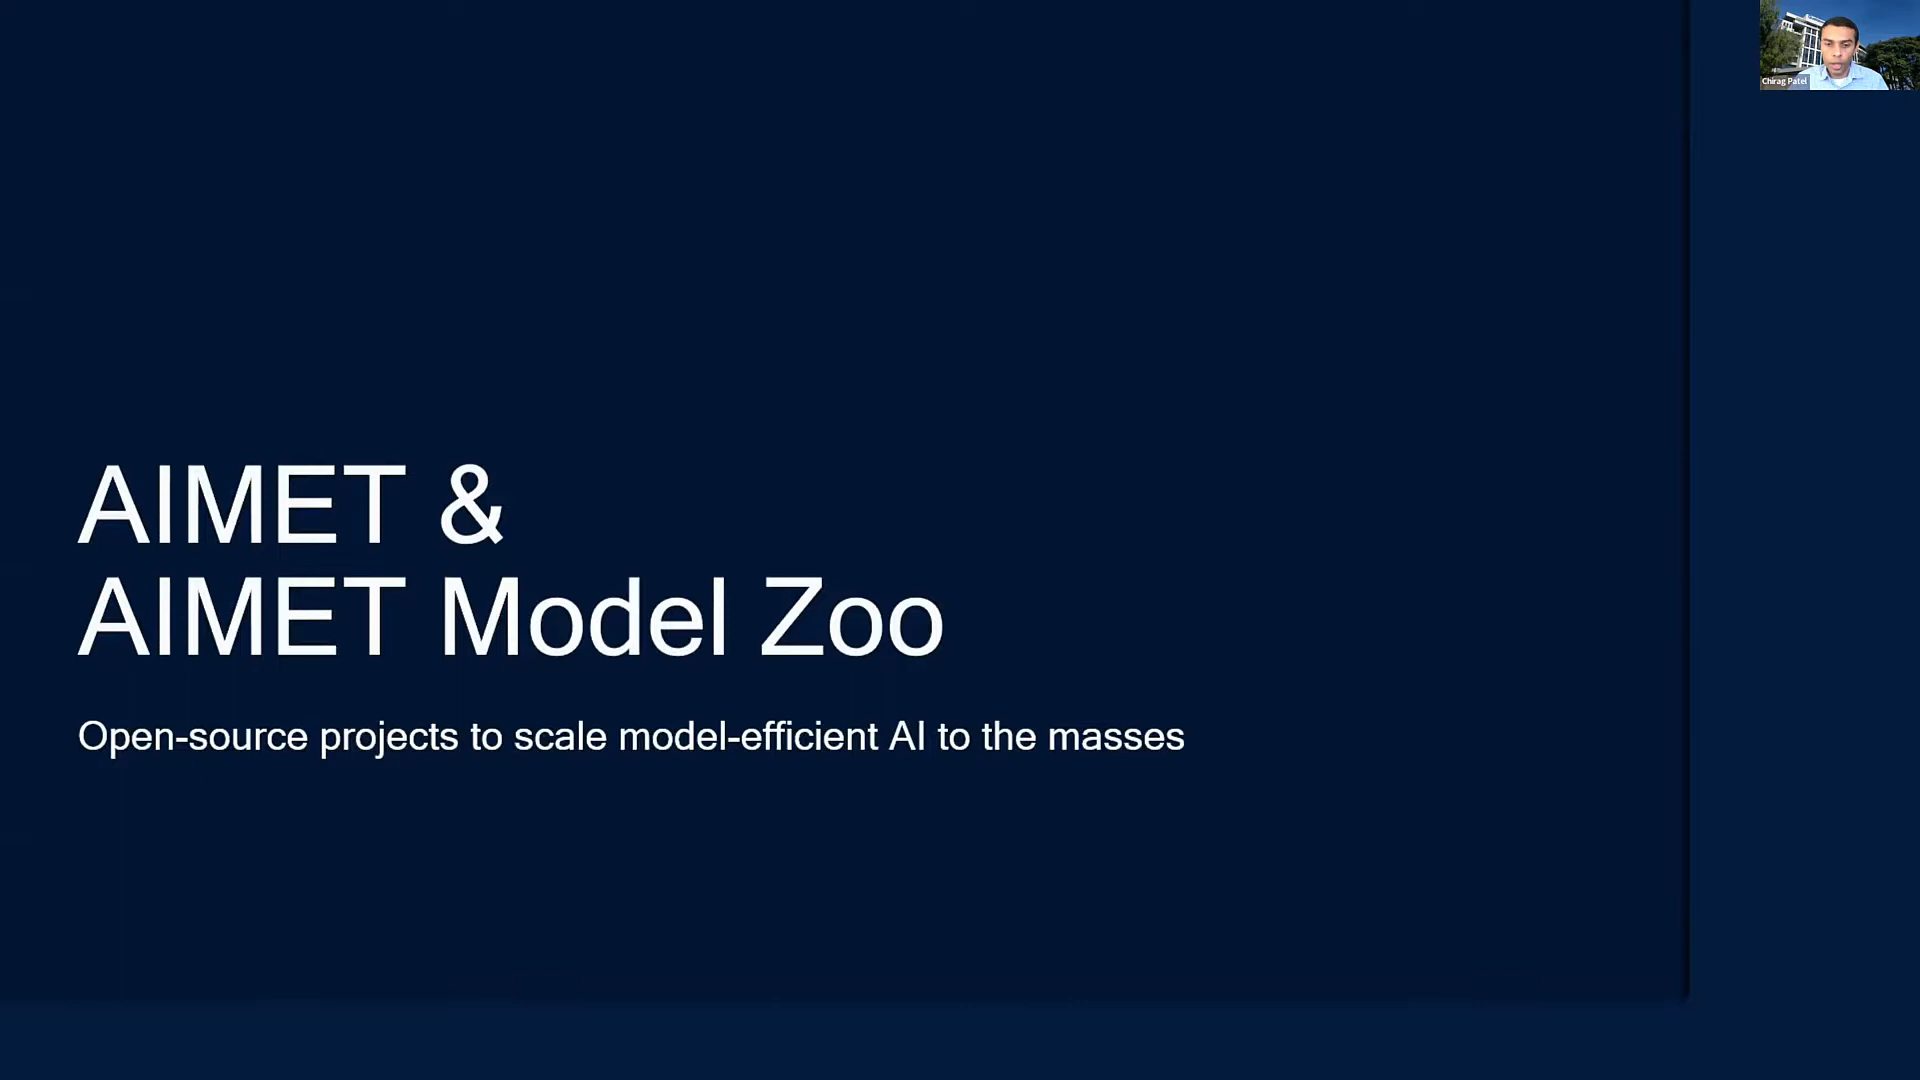 AIMET &
AIMET Model Zoo
Open-source projects to scale model-efficient AI to the masses
Chirag Patel